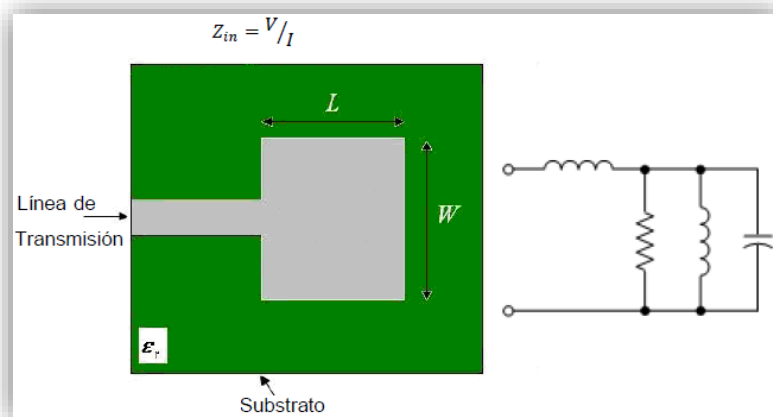 Z_in = V/I
L
Línea de
Transmisión
W
ε_r
Substrato